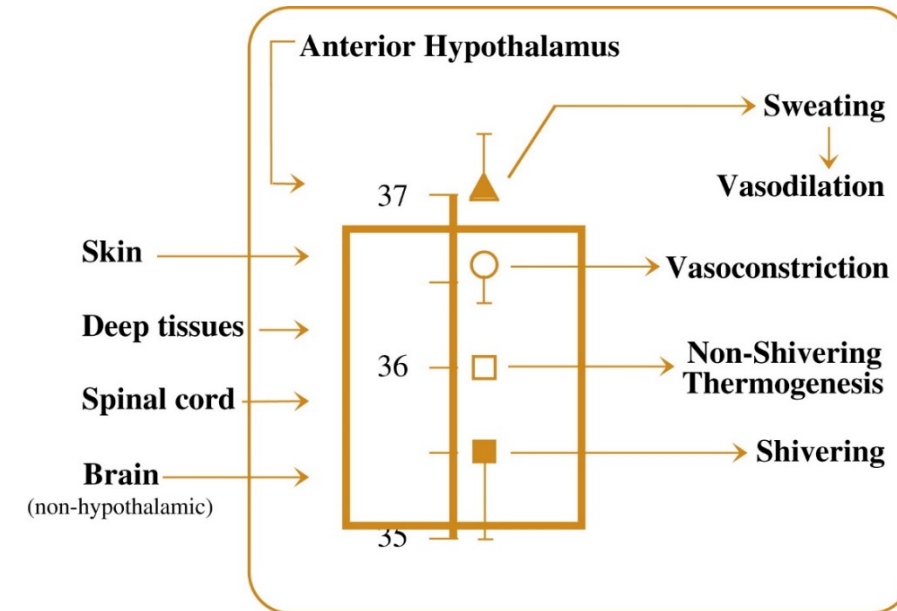 Anterior Hypothalamus
Sweating
Vasodilation
37
Skin
Vasoconstriction
Deep tissues
36
Non-Shivering
Thermogenesis
Spinal cord
Shivering
Brain
(non-hypothalamic)
35